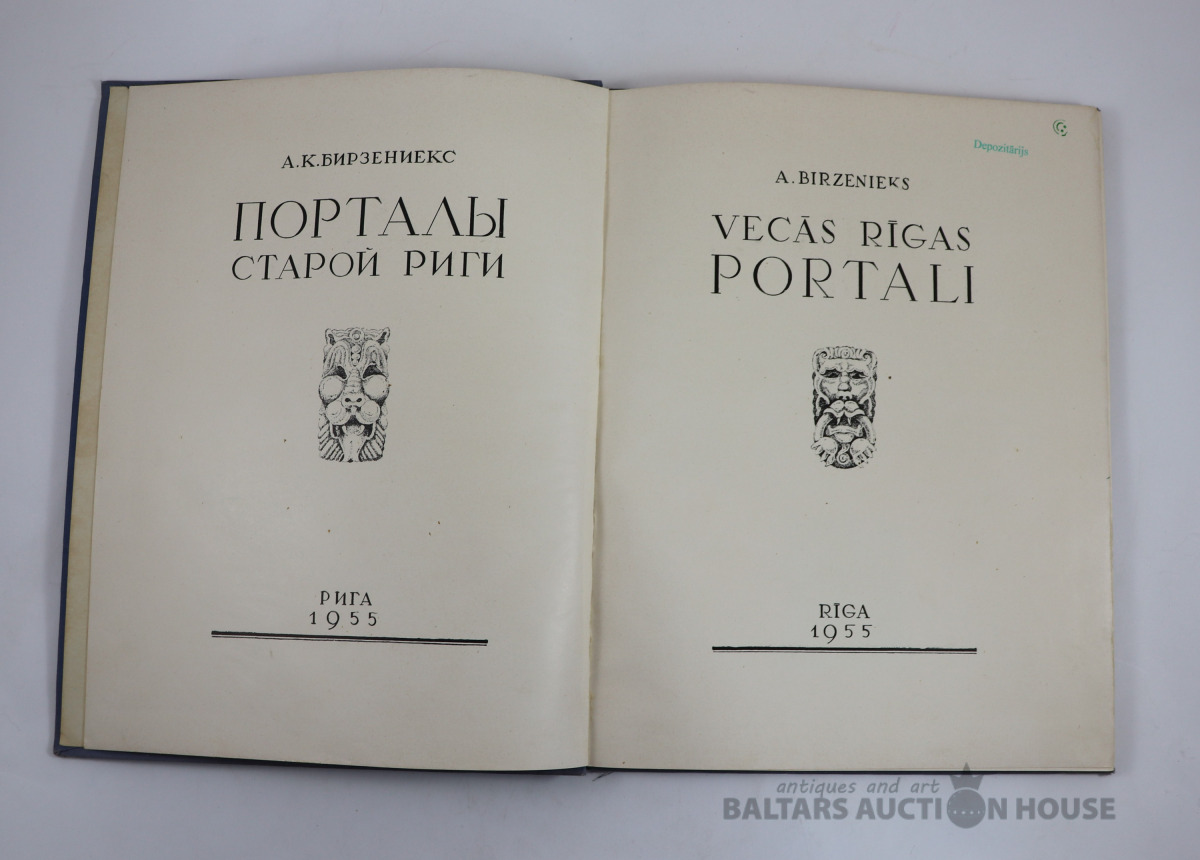 А.К.БИРЗЕНИЕКС
ПОРТАЛЫ
СТАРОЙ РИГИ
РИГА
1955
Depozitārijs
A.BIRZENIEKS
VECĀS RĪGAS
PORTALI
RĪGA
1955
antiques and art
BALTARS AUCTION HOUSE